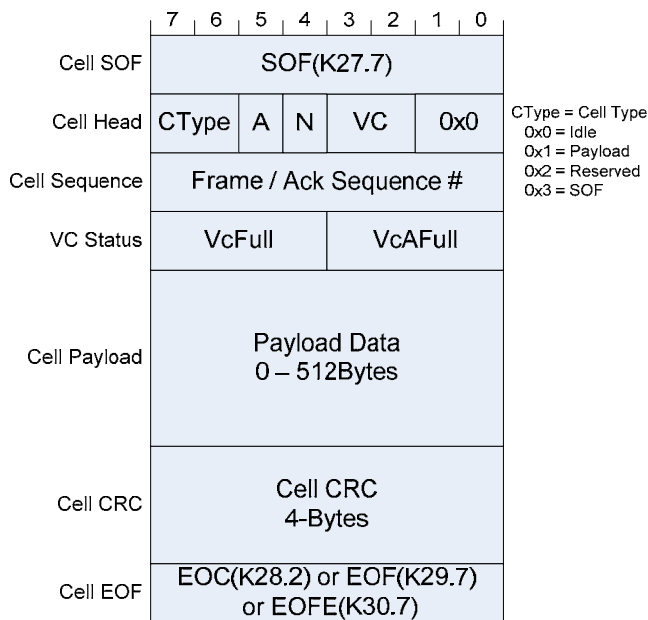 7 6 5 4 3 2 1 0
Cell SOF SOF(K27.7)
Cell Head CType A N VC 0x0
CType = Cell Type
0x0 = Idle
0x1 = Payload
0x2 = Reserved
0x3 = SOF
Cell Sequence Frame / Ack Sequence #
VC Status VcFull VcAFull
Cell Payload
Payload Data
0 – 512Bytes
Cell CRC
Cell CRC
4-Bytes
Cell EOF
EOC(K28.2) or EOF(K29.7)
or EOFE(K30.7)